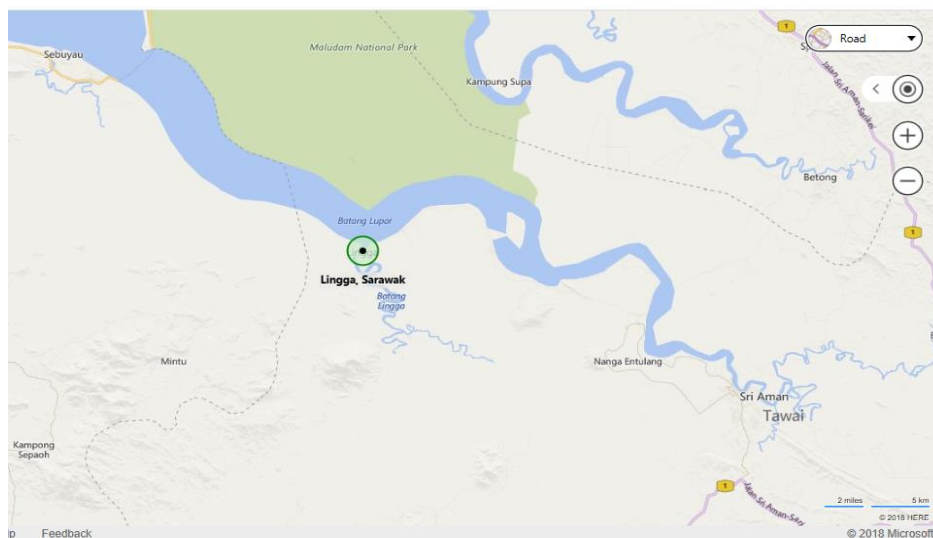 1
Road
Maludam National Park
Sebuyau
Kampung Supa
Jalan Sri Aman-Sarikei
Betong
Batang Lupar
1
Lingga, Sarawak
Batang
Lingga
Mintu
Nanga Entulang
Sri Aman
Tawai
Kampong
Sepaoh
1
2 miles
5 km
© 2018 HERE
Feedback
© 2018 Microsoft